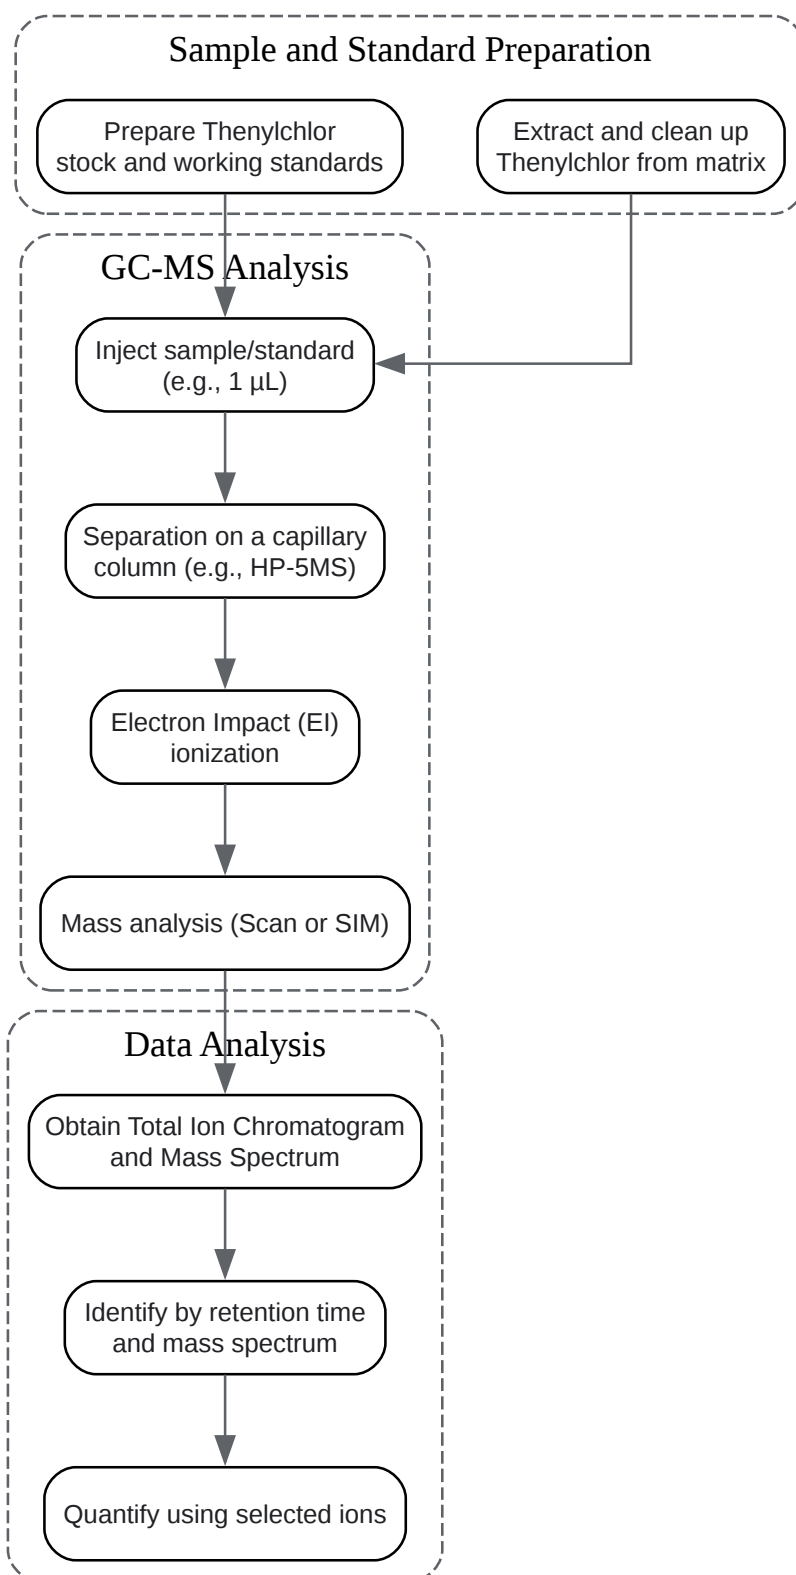 Sample and Standard Preparation
Prepare Thenylchlor
stock and working standards
Extract and clean up
Thenylchlor from matrix
GC-MS Analysis
Inject sample/standard
(e.g., 1 µL)
Separation on a capillary
column (e.g., HP-5MS)
Electron Impact (EI)
ionization
Mass analysis (Scan or SIM)
Data Analysis
Obtain Total Ion Chromatogram
and Mass Spectrum
Identify by retention time
and mass spectrum
Quantify using selected ions